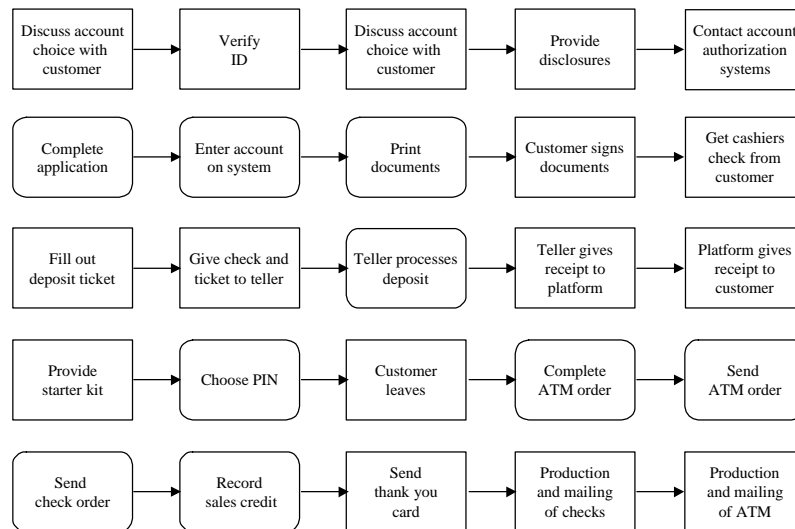 Discuss account
choice with
customer
Verify
ID
Discuss account
choice with
customer
Provide
disclosures
Contact account
authorization
systems
Complete
application
Enter account
on system
Print
documents
Customer signs
documents
Get cashiers
check from
customer
Fill out
deposit ticket
Give check and
ticket to teller
Teller processes
deposit
Teller gives
receipt to
platform
Platform gives
receipt to
customer
Provide
starter kit
Choose PIN
Customer
leaves
Complete
ATM order
Send
ATM order
Send
check order
Record
sales credit
Send
thank you
card
Production
and mailing
of checks
Production
and mailing
of ATM